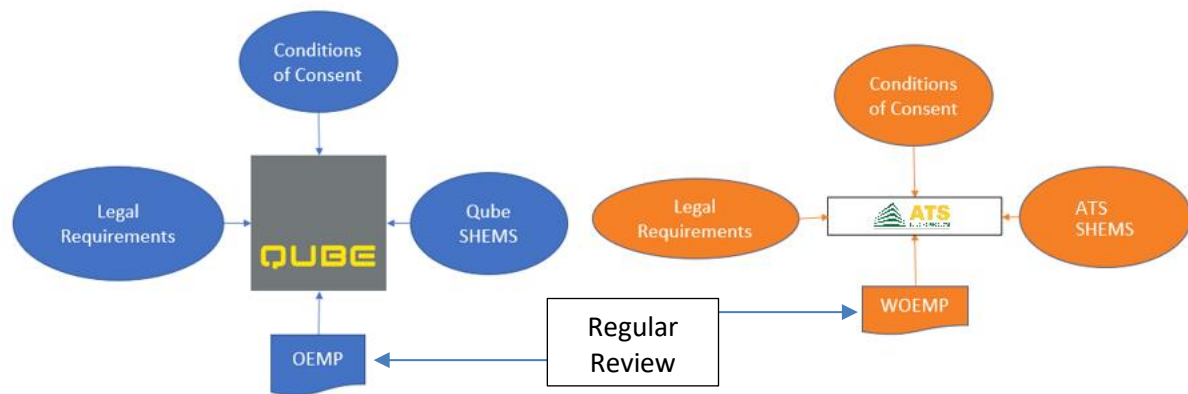 Conditions
of Consent
Legal
Requirements
QUBE
Qube
SHEMS
OEMP
Regular
Review
Conditions
of Consent
Legal
Requirements
ATS
ATS
SHEMS
WOEMP